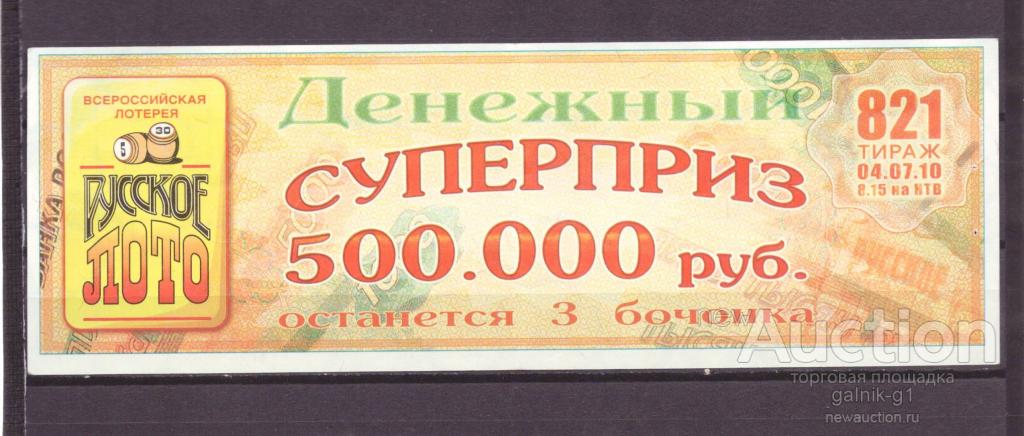 ВСЕРОССИЙСКАЯ
ЛОТЕРЕЯ
5 30
РУССКОЕ
ЛОТО
Денежный
СУПЕРПРИЗ
500.000 руб.
останется 3 бочонка
821
ТИРАЖ
04.07.10
8.15 на НТВ
Auction
торговая площадка
galnik-g1
newauction.ru